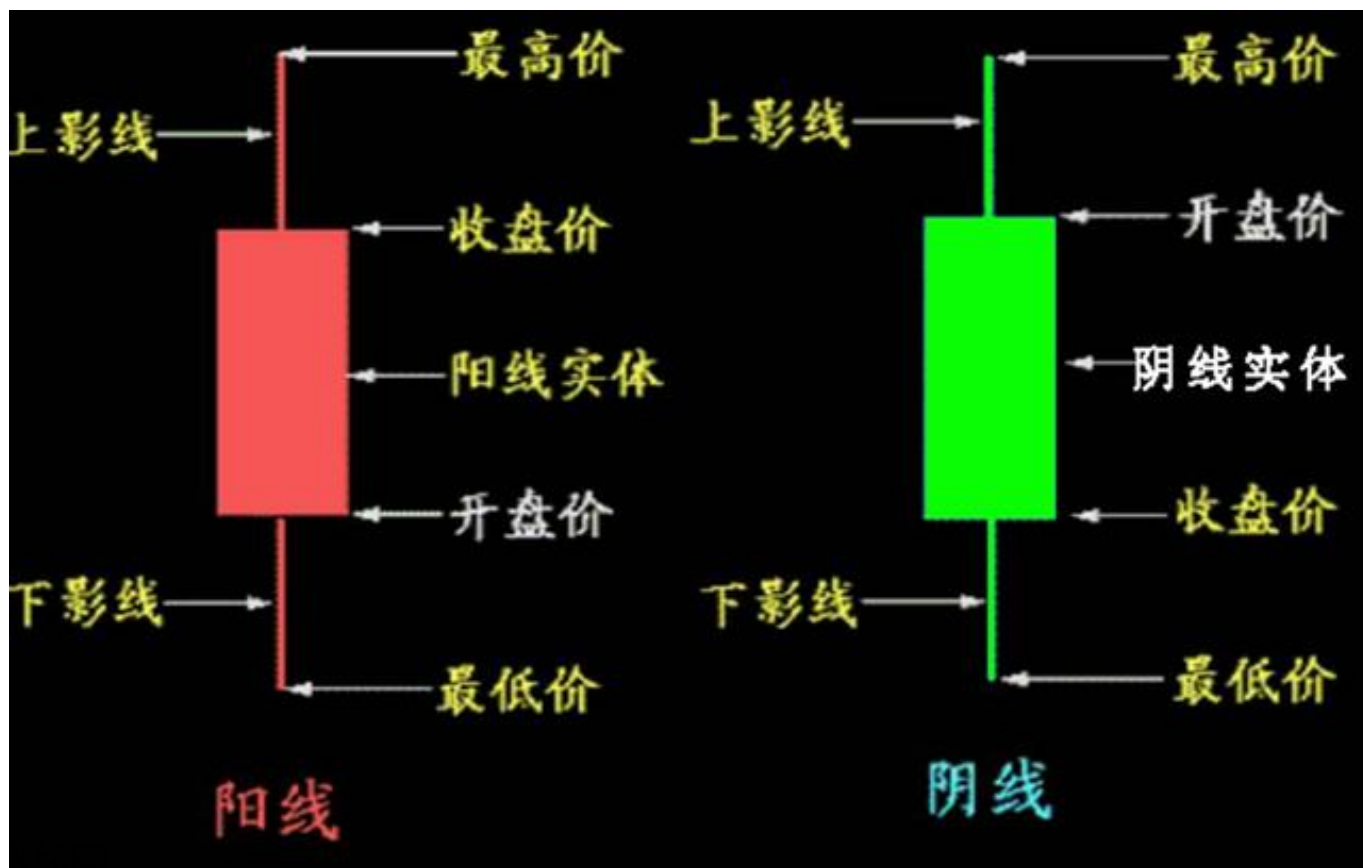 最高价
上影线
收盘价
阳线实体
开盘价
下影线
最低价
阳线
最高价
上影线
开盘价
阴线实体
收盘价
下影线
最低价
阴线